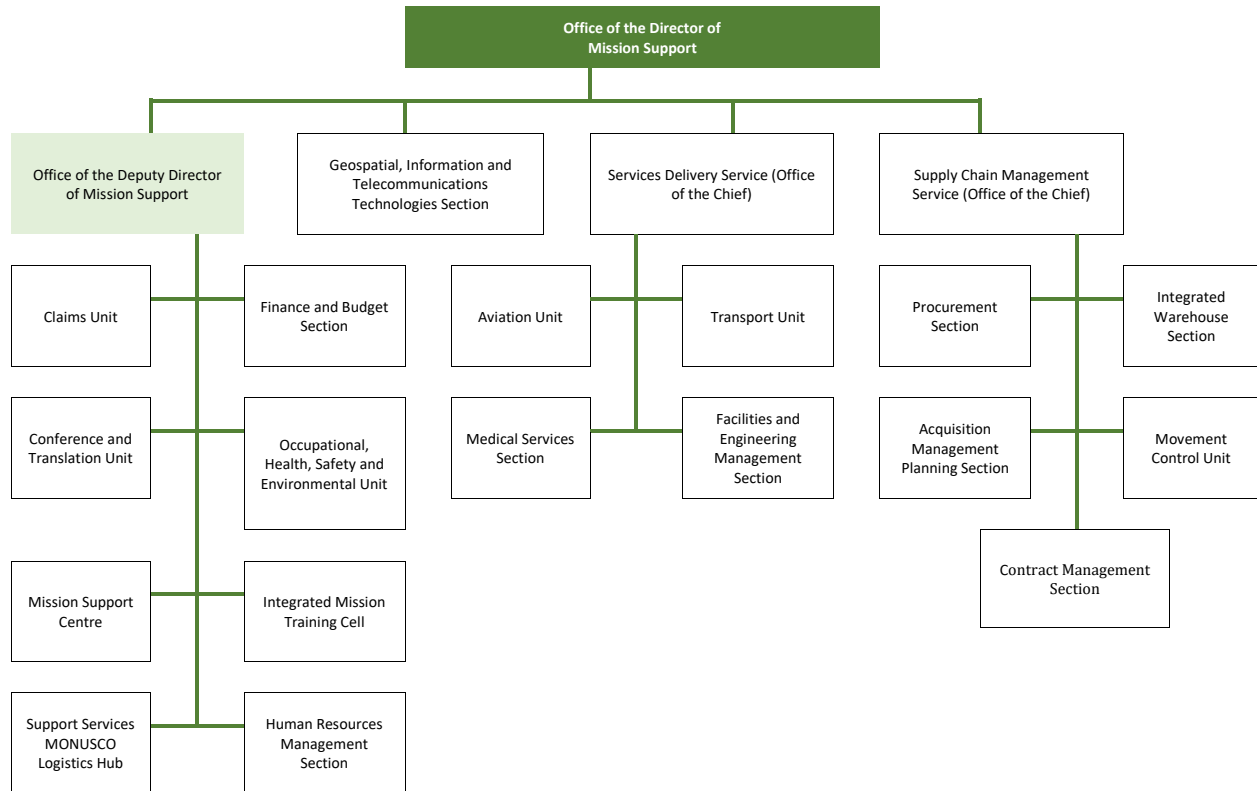 Office of the Director of
Mission Support
Office of the Deputy Director
of Mission Support
Geospatial, Information and
Telecommunications
Technologies Section
Services Delivery Service (Office
of the Chief)
Supply Chain Management
Service (Office of the Chief)
Claims Unit
Finance and Budget
Section
Aviation Unit
Transport Unit
Procurement
Section
Integrated
Warehouse
Section
Conference and
Translation Unit
Occupational,
Health, Safety and
Environmental Unit
Medical Services
Section
Facilities and
Engineering
Management
Section
Acquisition
Management
Planning Section
Movement
Control Unit
Contract Management
Section
Mission Support
Centre
Integrated Mission
Training Cell
Support Services
MONUSCO
Logistics Hub
Human Resources
Management
Section